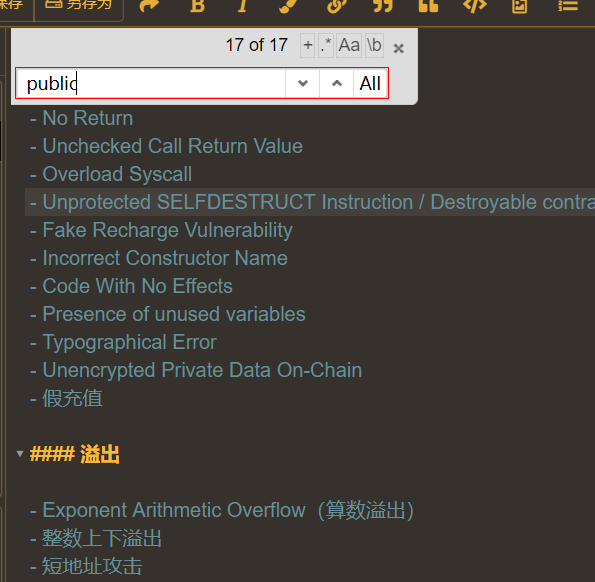 保存
另存为
B I
17 of 17 + .* Aa \b ×
public All
- No Return
- Unchecked Call Return Value
- Overload Syscall
- Unprotected SELFDESTRUCT Instruction / Destroyable contra
- Fake Recharge Vulnerability
- Incorrect Constructor Name
- Code With No Effects
- Presence of unused variables
- Typographical Error
- Unencrypted Private Data On-Chain
- 假充值
#### 溢出
- Exponent Arithmetic Overflow（算数溢出）
- 整数上下溢出
- 短地址攻击